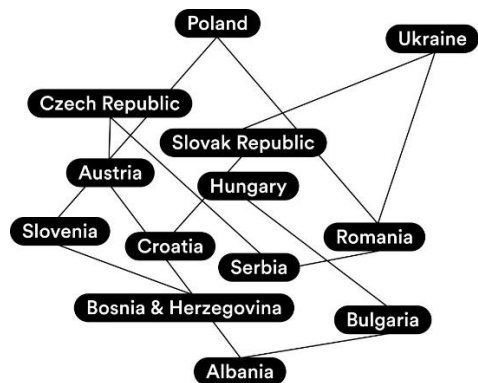 Poland
Ukraine
Czech Republic
Slovak Republic
Austria
Hungary
Slovenia
Croatia
Romania
Serbia
Bosnia & Herzegovina
Bulgaria
Albania